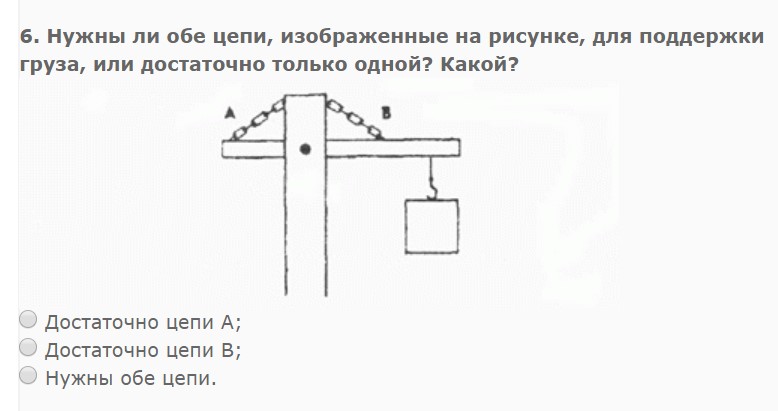 6. Нужны ли обе цепи, изображенные на рисунке, для поддержки
груза, или достаточно только одной? Какой?
A B
Достаточно цепи А;
Достаточно цепи В;
Нужны обе цепи.